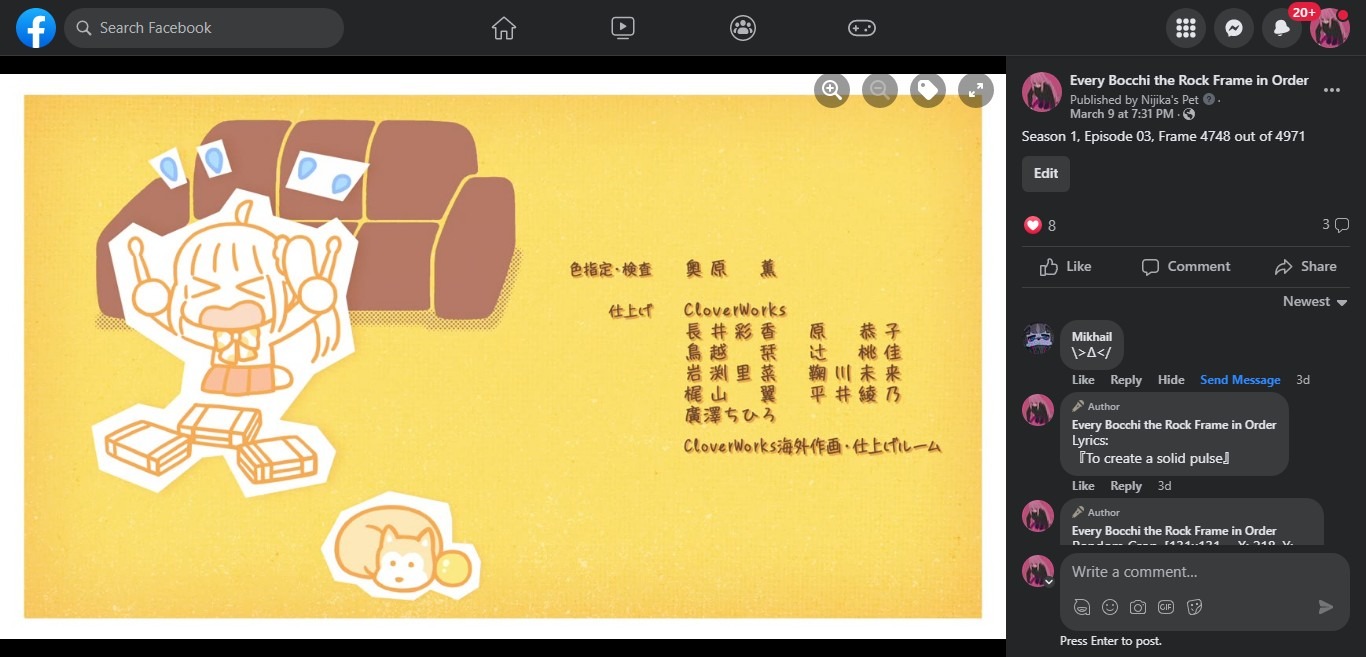 Search Facebook
20+
色指定・検査 奥原 薫
仕上げ CloverWorks
長井彩香 原 恭子
鳥越 栞 辻 桃佳
岩渕里菜 鞠川未来
梶山 翼 平井綾乃
廣澤ちひろ
CloverWorks海外作画・仕上げルーム
Every Bocchi the Rock Frame in Order
Published by Nijika's Pet ·
March 9 at 7:31 PM ·
Season 1, Episode 03, Frame 4748 out of 4971
Edit
8 3
Like Comment Share
Newest
Mikhail
\>Δ</
Like Reply Hide Send Message 3d
Author
Every Bocchi the Rock Frame in Order
Lyrics:
『To create a solid pulse』
Like Reply 3d
Author
Every Bocchi the Rock Frame in Order
Write a comment...
GIF
Press Enter to post.